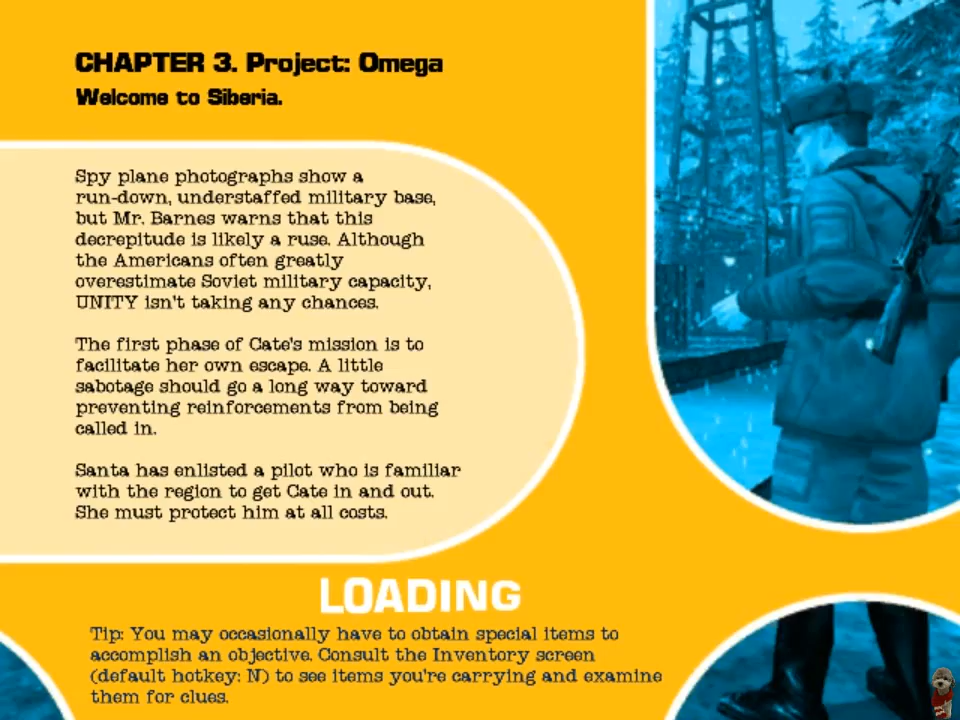 CHAPTER 3. Project: Omega
Welcome to Siberia.
Spy plane photographs show a
run-down, understaffed military base,
but Mr. Barnes warns that this
decrepitude is likely a ruse. Although
the Americans often greatly
overestimate Soviet military capacity,
UNITY isn't taking any chances.
The first phase of Cate's mission is to
facilitate her own escape. A little
sabotage should go a long way toward
preventing reinforcements from being
called in.
Santa has enlisted a pilot who is familiar
with the region to get Cate in and out.
She must protect him at all costs.
LOADING
Tip: You may occasionally have to obtain special items to
accomplish an objective. Consult the Inventory screen
(default hotkey: N) to see items you're carrying and examine
them for clues.